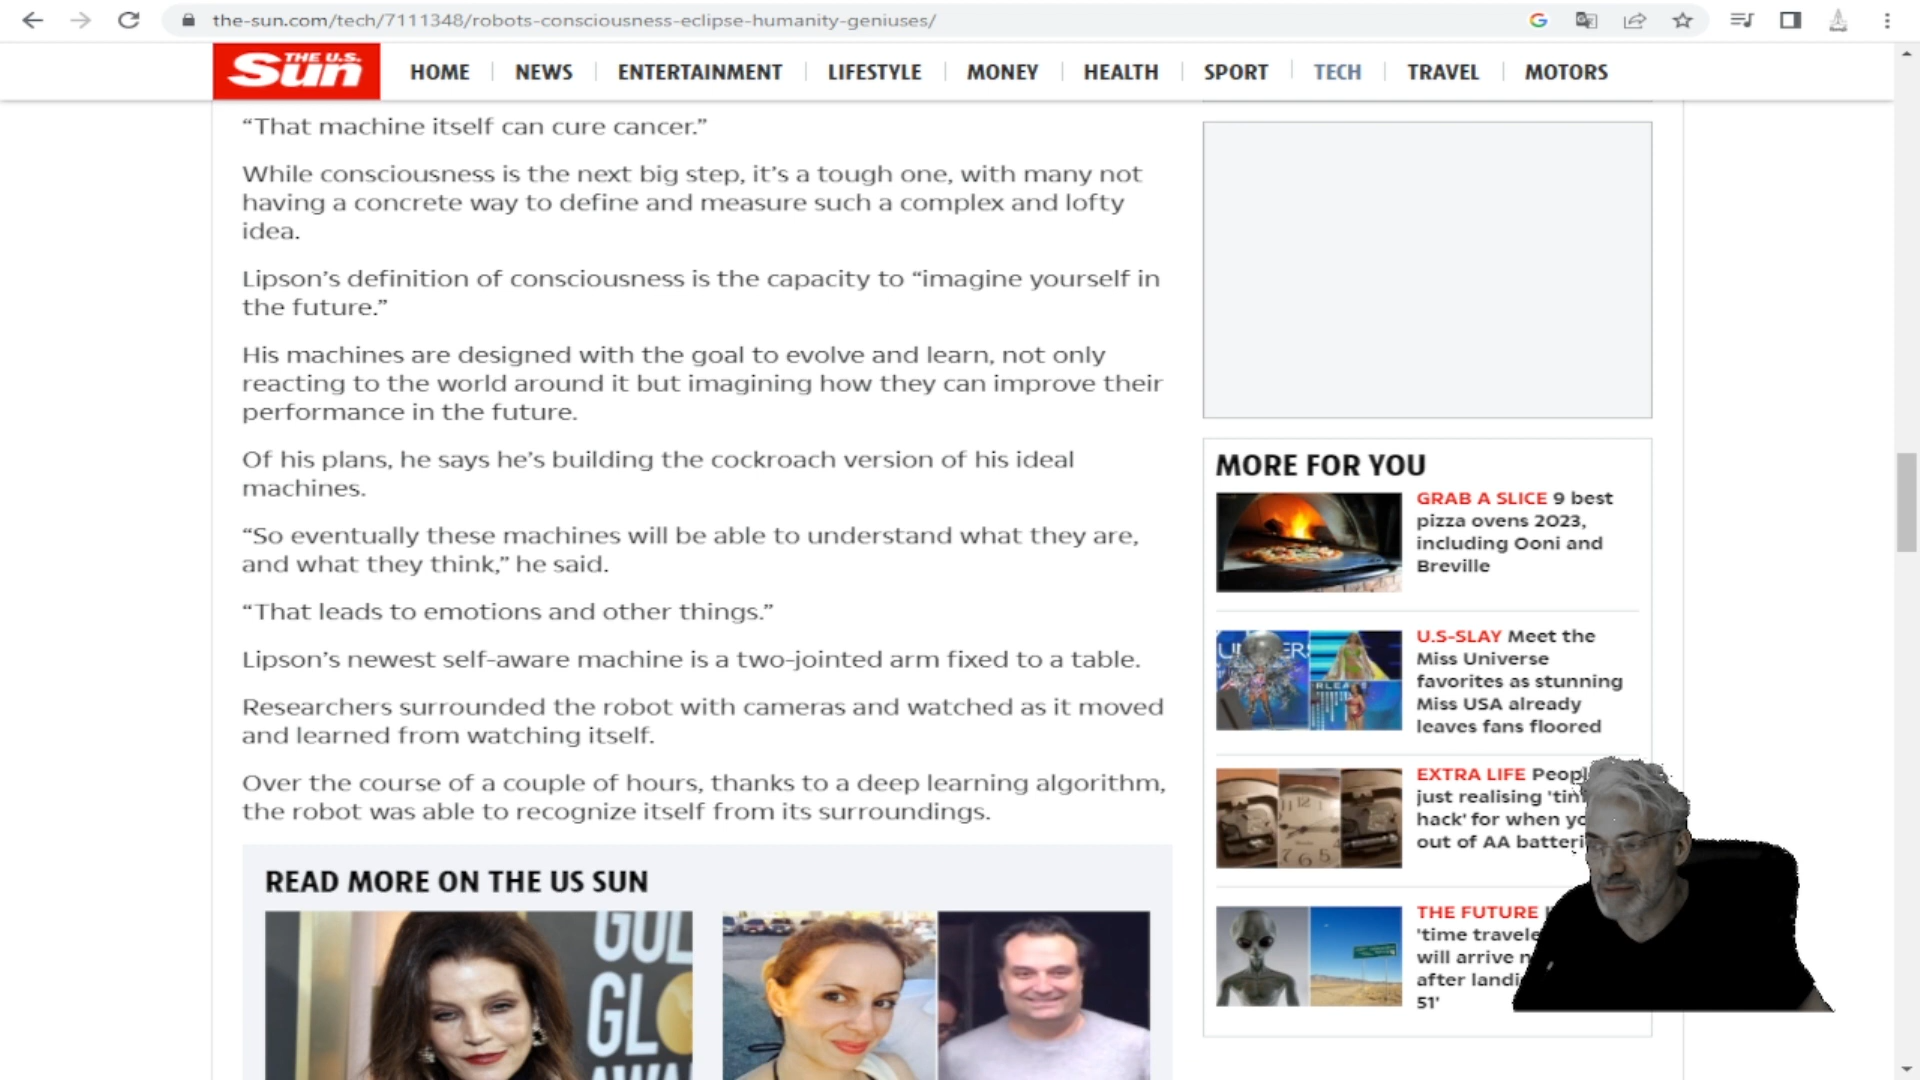 the-sun.com/tech/7111348/robots-consciousness-eclipse-humanity-geniuses/
THE U.S.
Sun
HOME
NEWS
ENTERTAINMENT
LIFESTYLE
MONEY
HEALTH
SPORT
TECH
TRAVEL
MOTORS
“That machine itself can cure cancer.”
While consciousness is the next big step, it’s a tough one, with many not
having a concrete way to define and measure such a complex and lofty
idea.
Lipson’s definition of consciousness is the capacity to “imagine yourself in
the future.”
His machines are designed with the goal to evolve and learn, not only
reacting to the world around it but imagining how they can improve their
performance in the future.
Of his plans, he says he’s building the cockroach version of his ideal
machines.
“So eventually these machines will be able to understand what they are,
and what they think,” he said.
“That leads to emotions and other things.”
Lipson’s newest self-aware machine is a two-jointed arm fixed to a table.
Researchers surrounded the robot with cameras and watched as it moved
and learned from watching itself.
Over the course of a couple of hours, thanks to a deep learning algorithm,
the robot was able to recognize itself from its surroundings.
READ MORE ON THE US SUN
MORE FOR YOU
GRAB A SLICE 9 best
pizza ovens 2023,
including Ooni and
Breville
U.S-SLAY Meet the
Miss Universe
favorites as stunning
Miss USA already
leaves fans floored
EXTRA LIFE
just realising
hack' for when
out of AA
THE FUTURE
'time
will arrive
after
51'